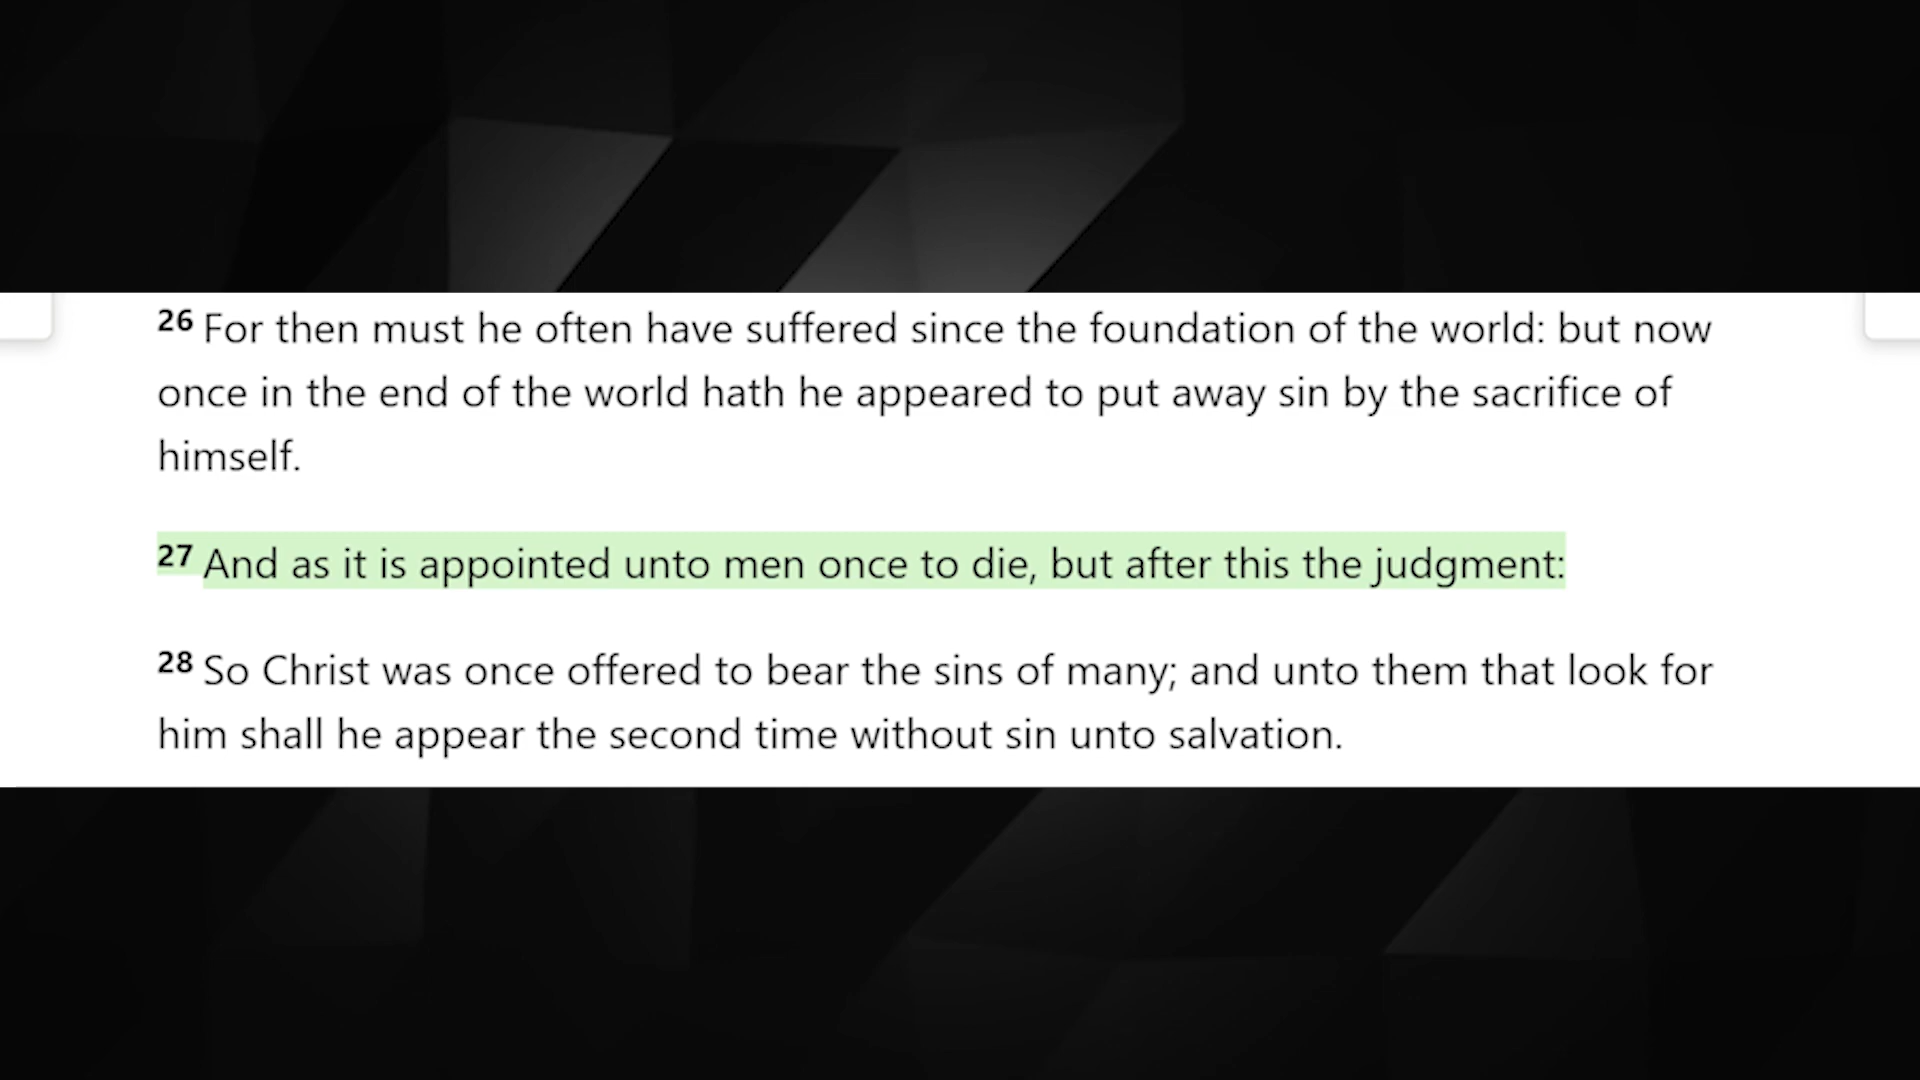 26 For then must he often have suffered since the foundation of the world: but now
once in the end of the world hath he appeared to put away sin by the sacrifice of
himself.
27 And as it is appointed unto men once to die, but after this the judgment:
28 So Christ was once offered to bear the sins of many; and unto them that look for
him shall he appear the second time without sin unto salvation.